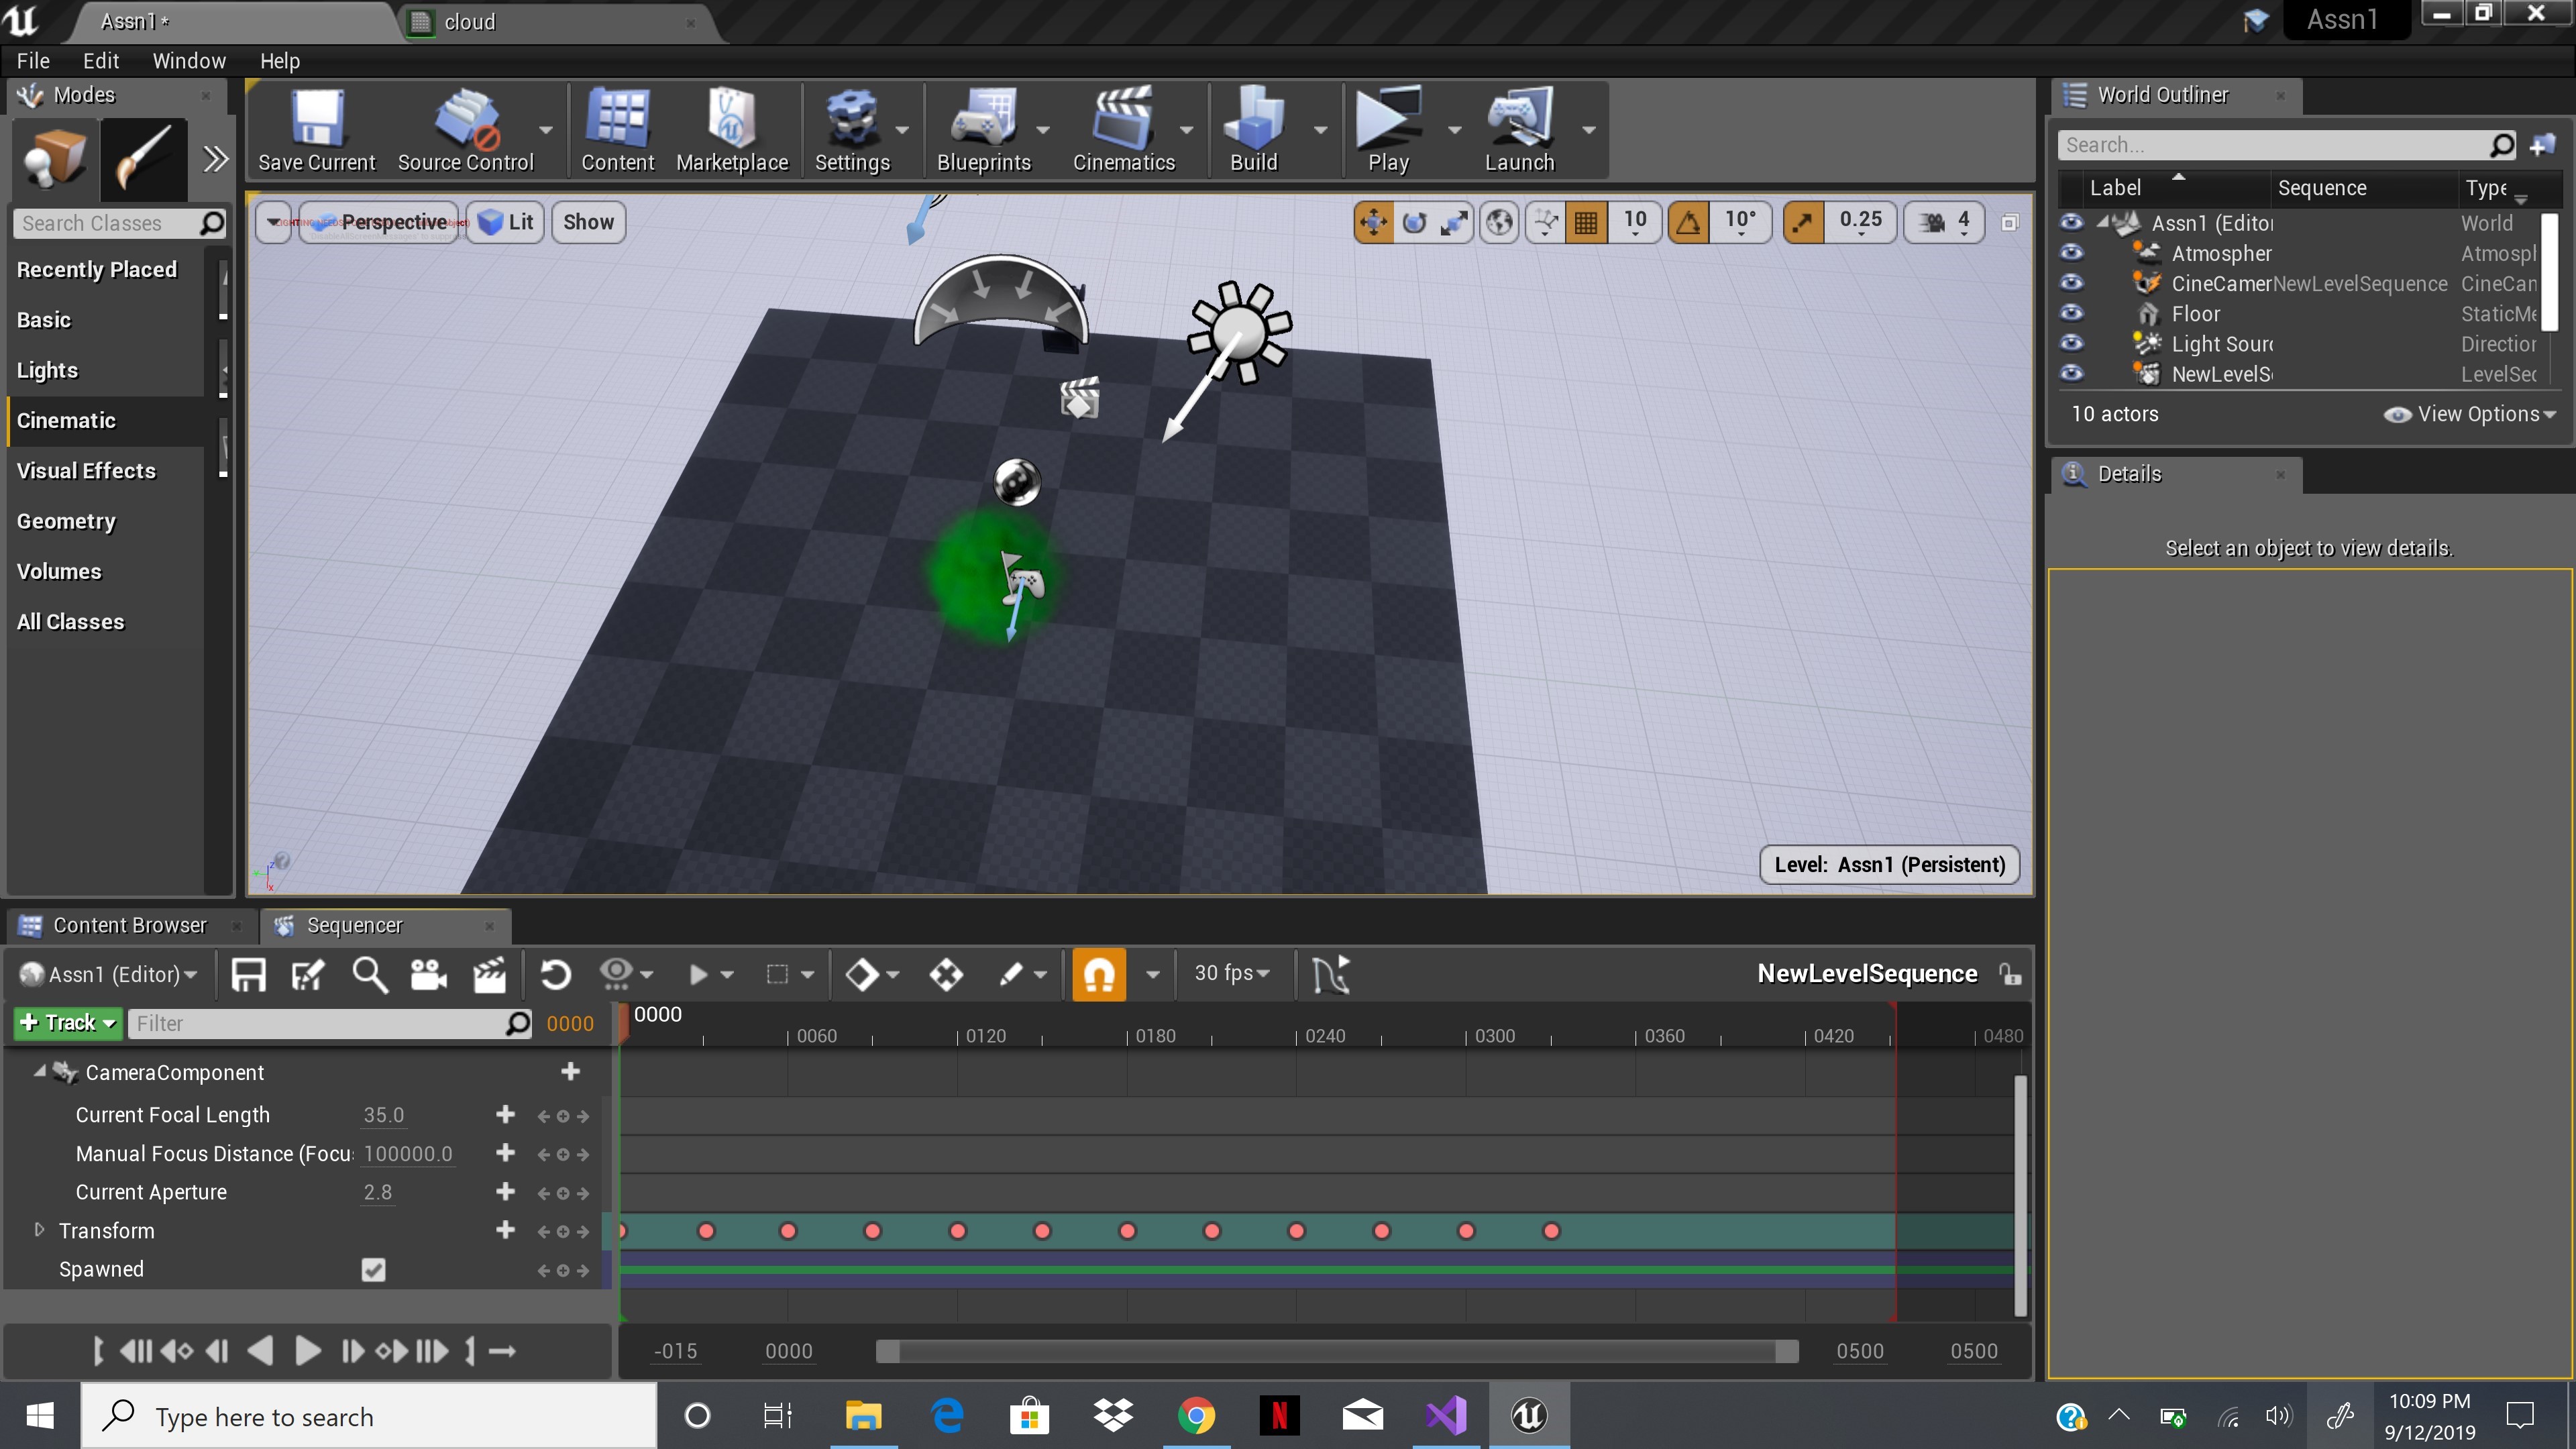 Assn1*
cloud
Assn1
File Edit Window Help
Modes
World Outliner
Save Current
Source Control
Content
Marketplace
Settings
Blueprints
Cinematics
Build
Play
Launch
Search...
Label Sequence Type
Search Classes
Perspective
Lit
Show
10
10°
0.25
4
Assn1 (Editor
World
Atmospher
Atmosph
CineCamer
NewLevelSequence
CineCam
Floor
StaticMe
Light Sourc
Direction
NewLevelSe
LevelSeq
10 actors
View Options
Recently Placed
Basic
Lights
Cinematic
Visual Effects
Geometry
Volumes
All Classes
Details
Select an object to view details.
Level: Assn1 (Persistent)
Content Browser
Sequencer
Assn1 (Editor)
30 fps
NewLevelSequence
Track
Filter
0000
0000
0060
0120
0180
0240
0300
0360
0420
0480
CameraComponent
Current Focal Length 35.0
Manual Focus Distance (Focus 100000.0
Current Aperture 2.8
Transform
Spawned
-015
0000
0500
0500
Type here to search
10:09 PM
9/12/2019